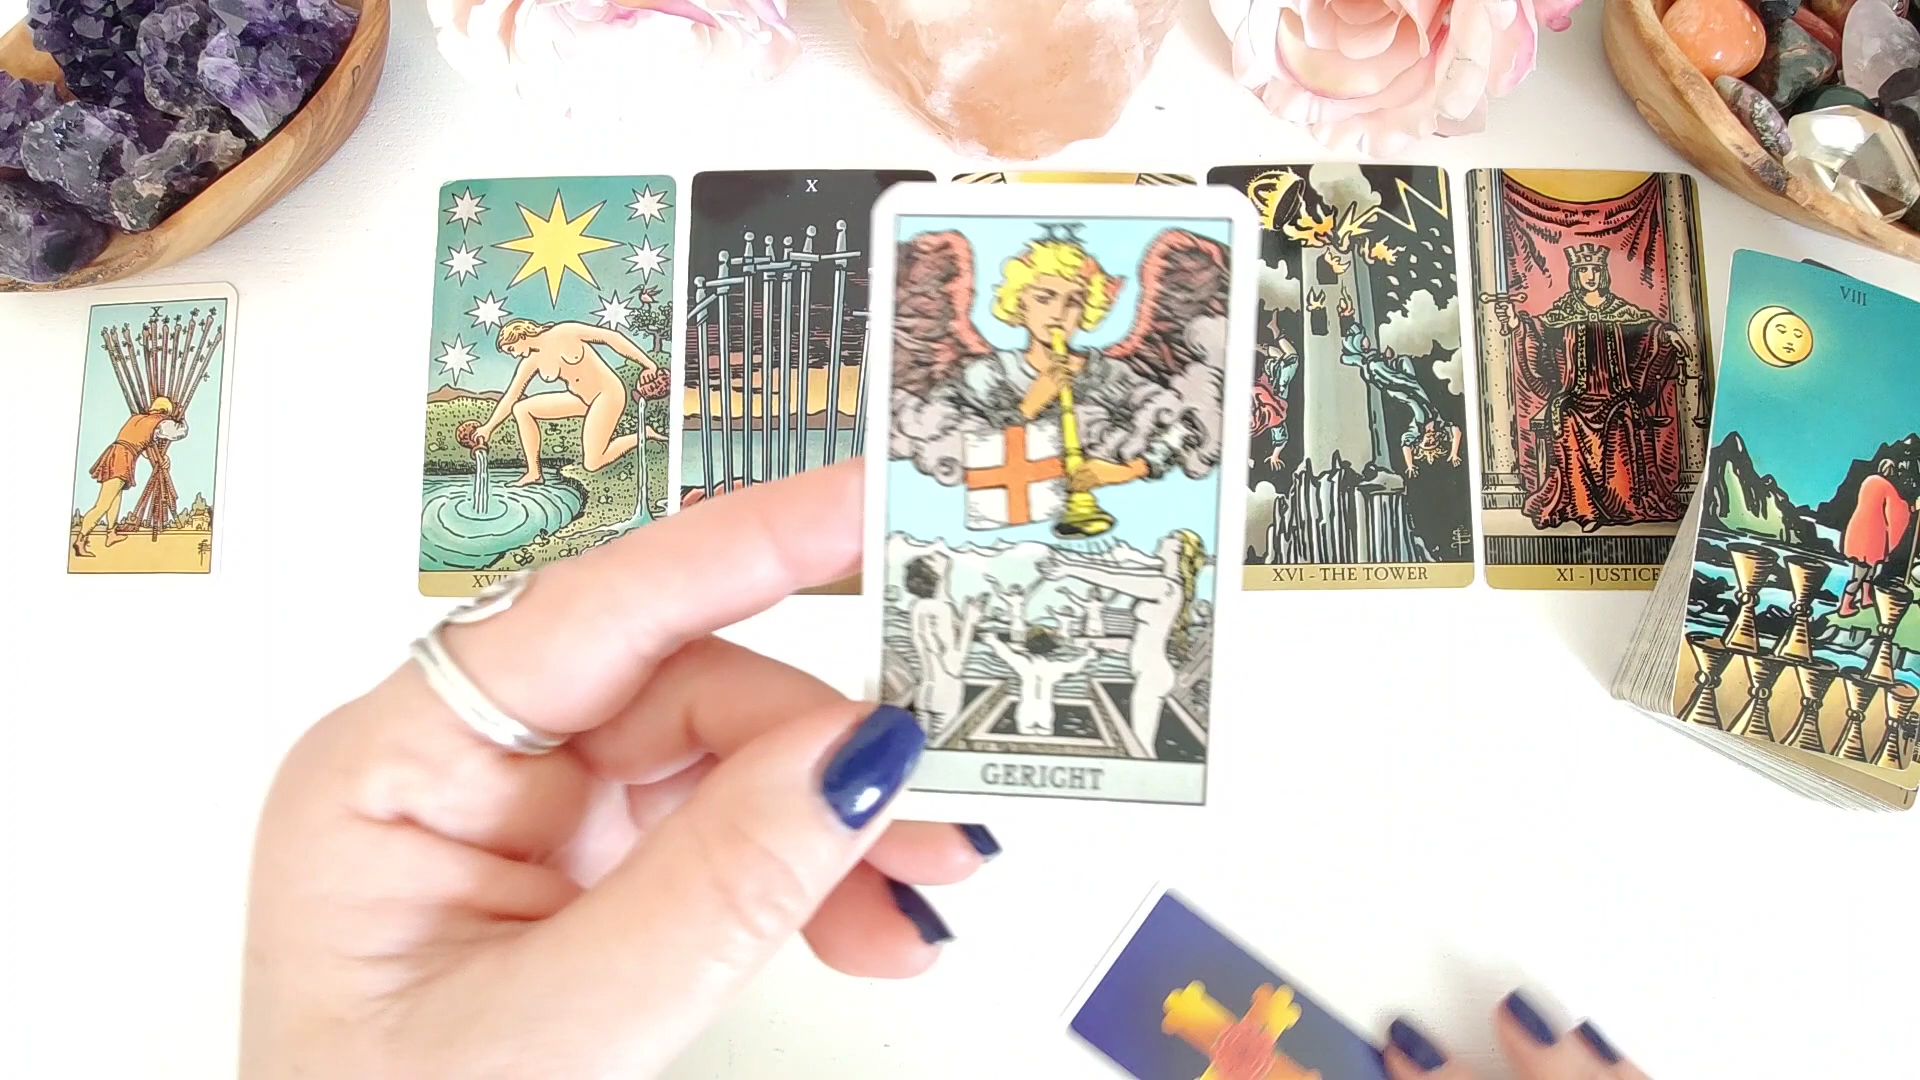 X
X
XX
VIII
XVI - THE TOWER
XI - JUSTICE
GERICHT